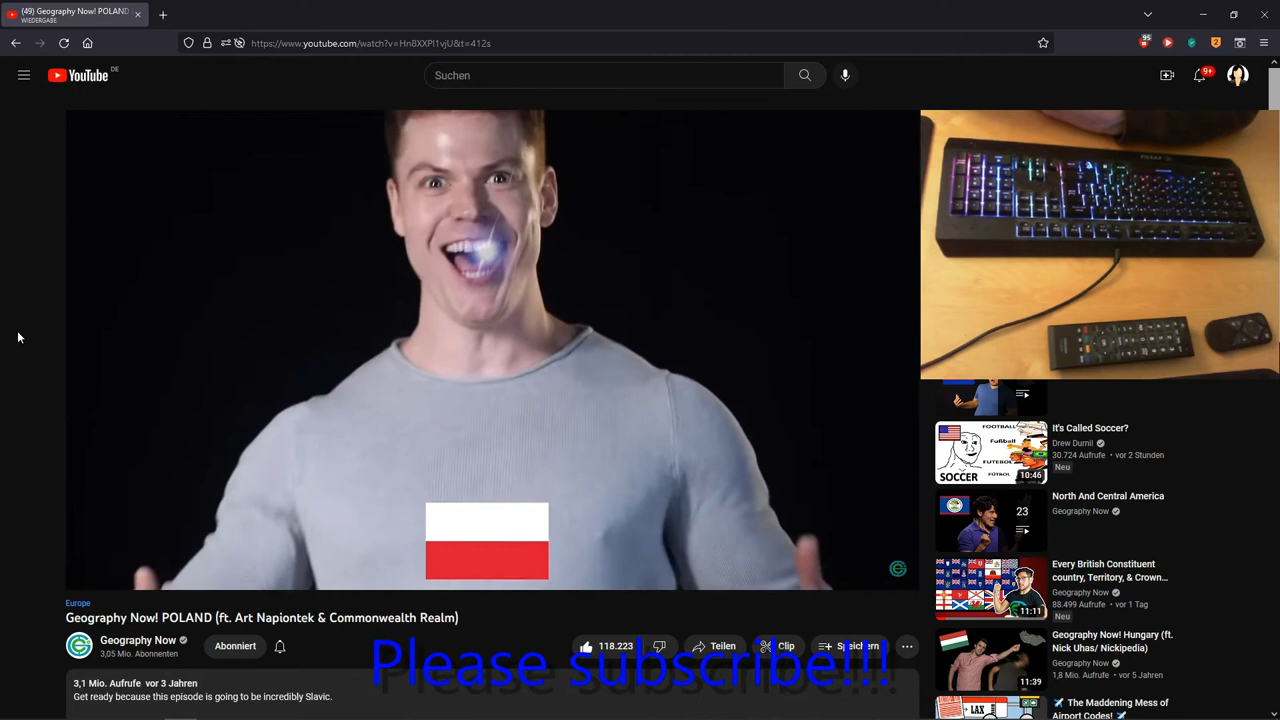 (49) Geography Now! POLAND
WIEDERGABE
https://www.youtube.com/watch?v=Hn8XXPl1vjU&t=412s
95
2
YouTube DE
Suchen
9+
It's Called Soccer?
Drew Durnil
30.724 Aufrufe • vor 2 Stunden
Neu
FOOTBALL
Fußball
FUTEBOL
FÚTBOL
SOCCER
10:46
North And Central America
Geography Now
23
Every British Constituent
country, Territory, & Crown...
Geography Now
88.499 Aufrufe • vor 1 Tag
Neu
11:11
Geography Now! Hungary (ft.
Nick Uhas/ Nickipedia)
Geography Now
1,8 Mio. Aufrufe • vor 5 Jahren
11:39
The Maddening Mess of
Airport Codes!
LAX
Europe
Geography Now! POLAND (ft. Art Napiontek & Commonwealth Realm)
Geography Now
3,05 Mio. Abonnenten
Abonniert
118.223
Teilen
Clip
Speichern
Please subscribe!!!
3,1 Mio. Aufrufe vor 3 Jahren
Get ready because this episode is going to be incredibly Slavic.